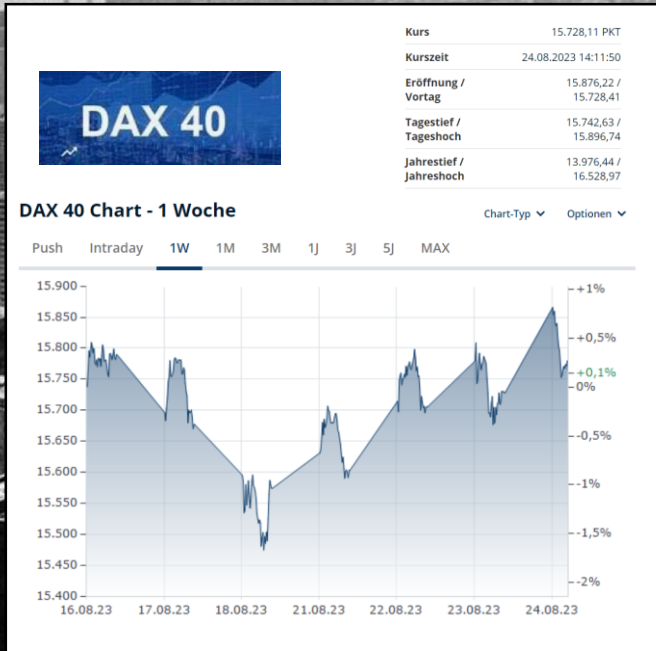 Kurs 15.728,11 PKT
Kurszeit 24.08.2023 14:11:50
Eröffnung / 15.876,22 /
Vortag 15.728,41
Tagestief / 15.742,63 /
Tageshoch 15.896,74
Jahrestief / 13.976,44 /
Jahreshoch 16.528,97
DAX 40
DAX 40 Chart - 1 Woche
Chart-Typ Optionen
Push Intraday 1W 1M 3M 1J 3J 5J MAX
15.900
15.850
15.800
15.750
15.700
15.650
15.600
15.550
15.500
15.450
15.400
+1%
+0,5%
+0,1%
0%
-0,5%
-1%
-1,5%
-2%
16.08.23 17.08.23 18.08.23 21.08.23 22.08.23 23.08.23 24.08.23